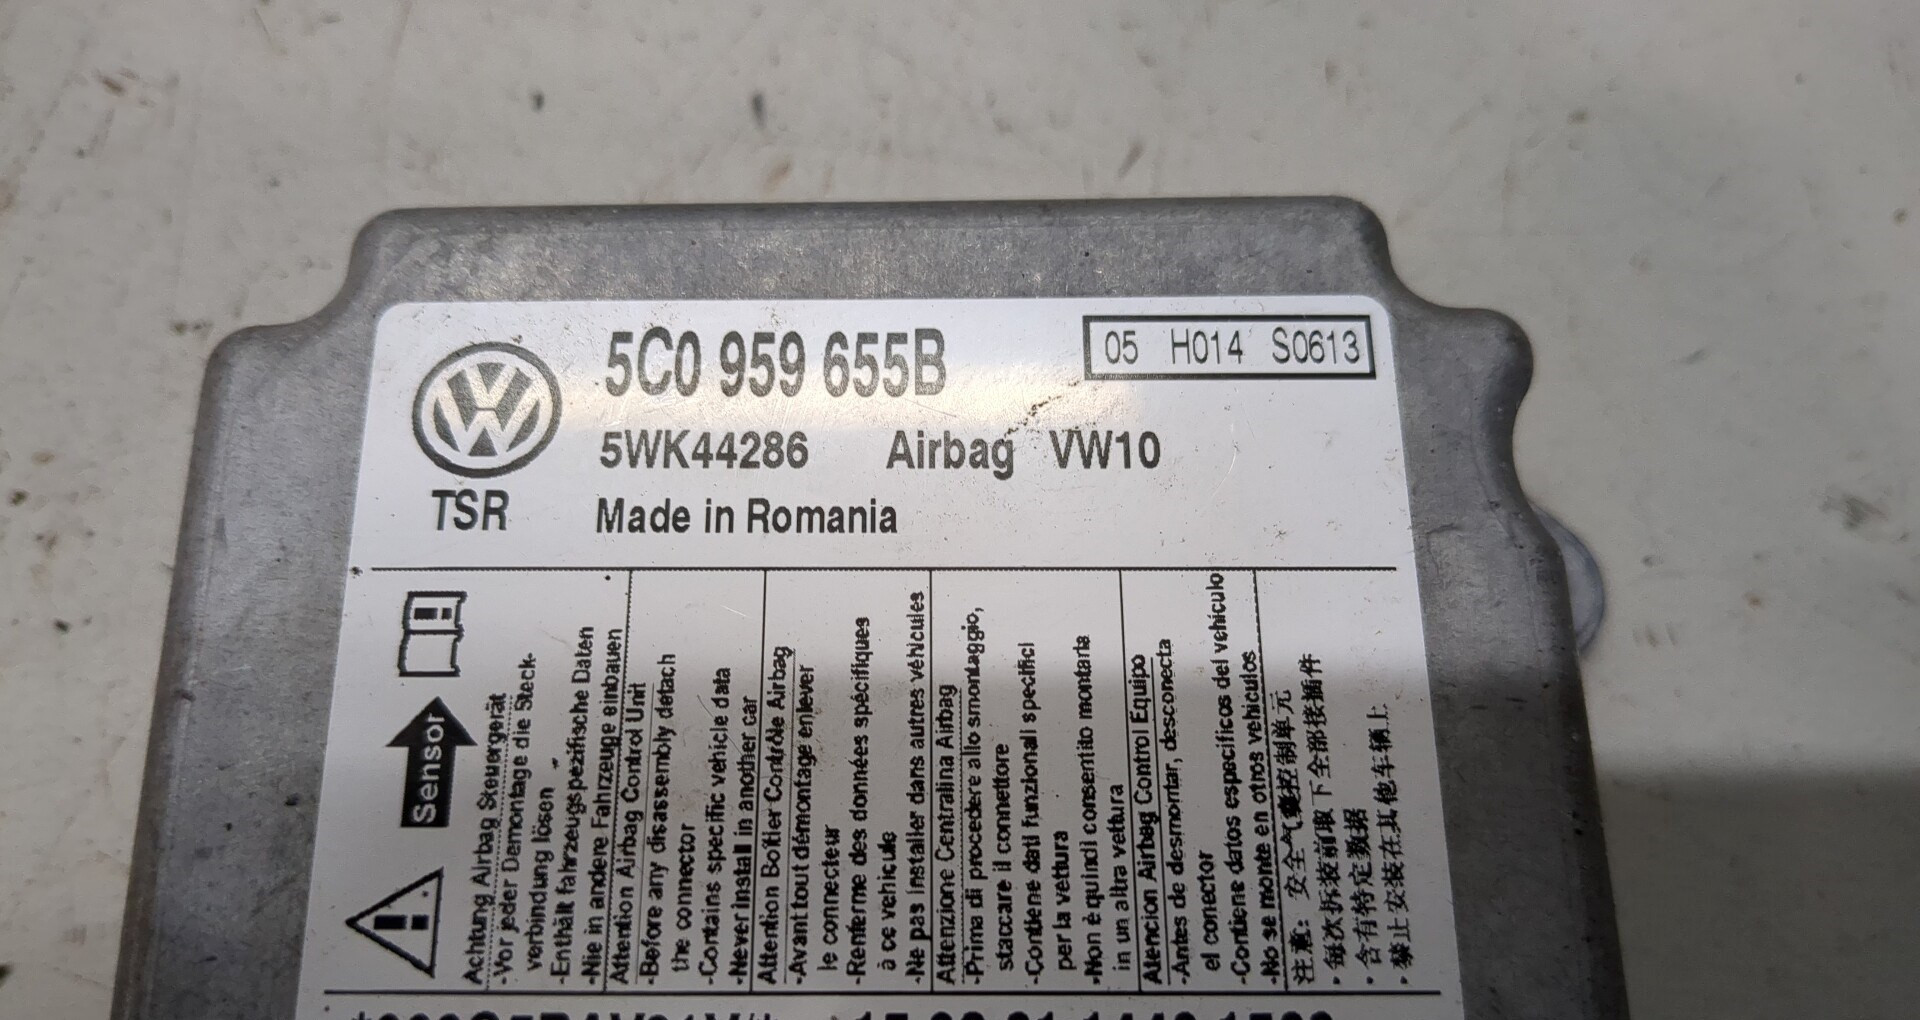 5C0 959 655B
05 H014 S0613
5WK44286 Airbag VW10
TSR
Made in Romania
Sensor
Achtung Airbag Steuergerät
-Vor jeder Demontage die Steck-
verbindung lösen
-Enthält fahrzeugspezifische Daten
-Nie in andere Fahrzeuge einbauen
Attention Airbag Control Unit
-Before any disassembly detach
the connector
-Contains specific vehicle data
-Never install in another car
Attention Boîtier Contrôle Airbag
-Avant tout démontage enlever
le connecteur
-Renferme des données spécifiques
à ce vehicule
-Ne pas installer dans autres véhicules
Attenzione Centralina Airbag
-Prima di procedere allo smontaggio,
staccare il connettore
-Contiene dati funzionali specifici
per la vettura
-Non è quindi consentito montarla
in un altra vettura
Atencion Airbag Control Equipo
-Antes de desmontar, desconecta
el conector
-Contiene datos especificos del vehículo
-No se monte en otros vehiculos
注意: 安全气囊控制单元
· 每次拆装前取下全部接插件
· 含有特定数据
· 禁止安装在其他车辆上